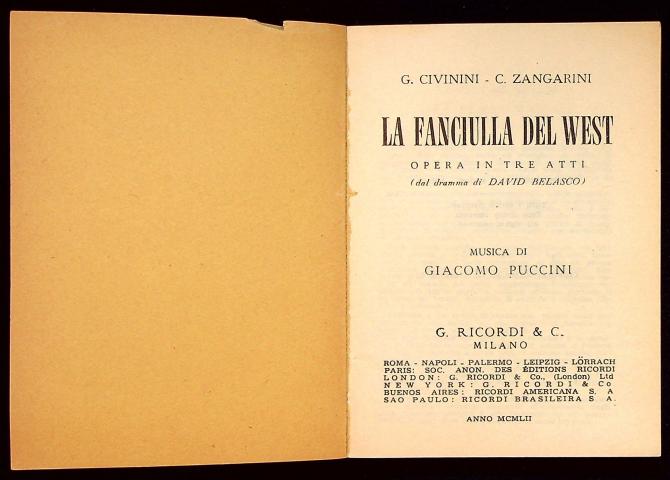 G. CIVININI - C. ZANGARINI
LA FANCIULLA DEL WEST
OPERA IN TRE ATTI
(dal dramma di DAVID BELASCO)
MUSICA DI
GIACOMO PUCCINI
G. RICORDI & C.
MILANO
ROMA - NAPOLI - PALERMO - LEIPZIG - LÖRRACH
PARIS: SOC. ANON. DES ÉDITIONS RICORDI
LONDON: G. RICORDI & Co., (London) Ltd
NEW YORK: G. RICORDI & Co
BUENOS AIRES: RICORDI AMERICANA S. A
SAO PAULO: RICORDI BRASILEIRA S A.
ANNO MCMLII